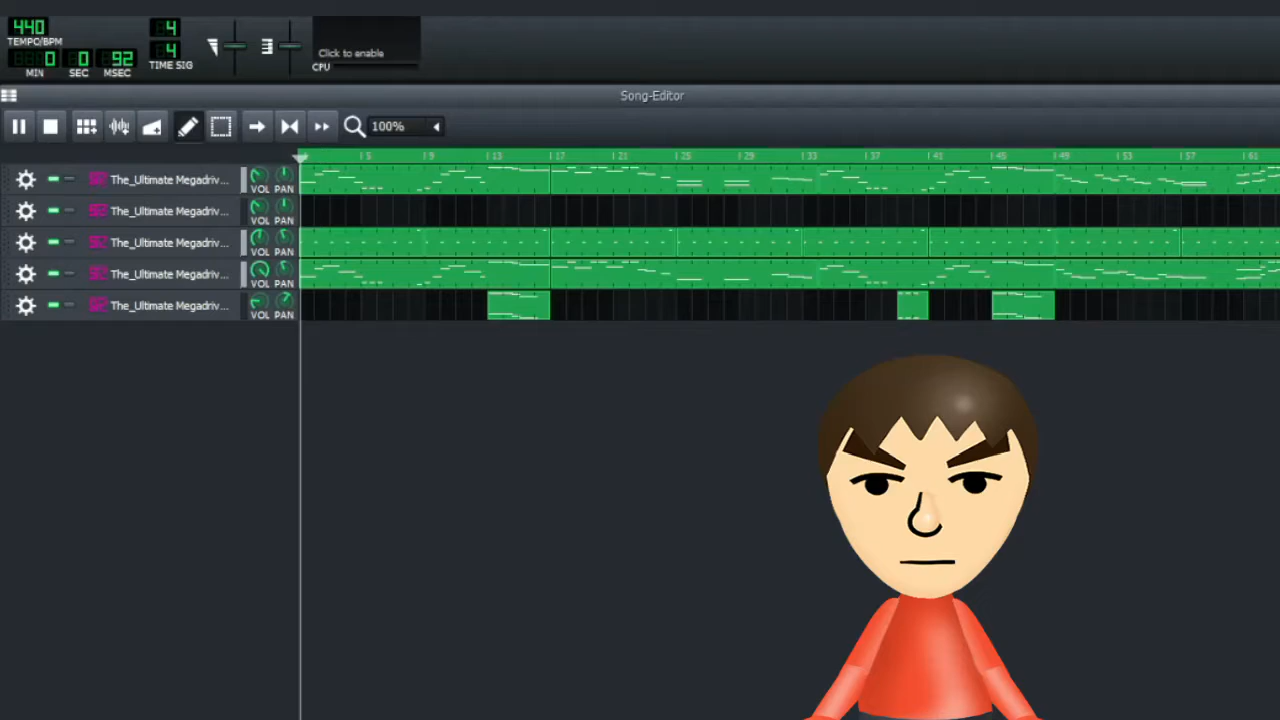 440
TEMPO/BPM
0 0 92
MIN SEC MSEC
4
4
TIME SIG
Click to enable
CPU
Song-Editor
100%
5 9 13 17 21 25 29 33 37 41 45 49 53 57 61
The_Ultimate Megadriv...
VOL PAN
The_Ultimate Megadriv...
VOL PAN
The_Ultimate Megadriv...
VOL PAN
The_Ultimate Megadriv...
VOL PAN
The_Ultimate Megadriv...
VOL PAN